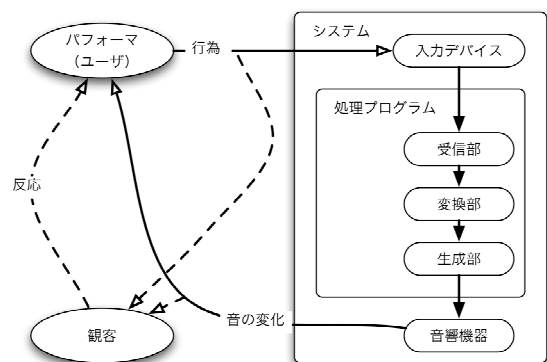 パフォーマ
(ユーザ)
行為
システム
入力デバイス
処理プログラム
受信部
変換部
生成部
反応
音の変化
観客
音響機器